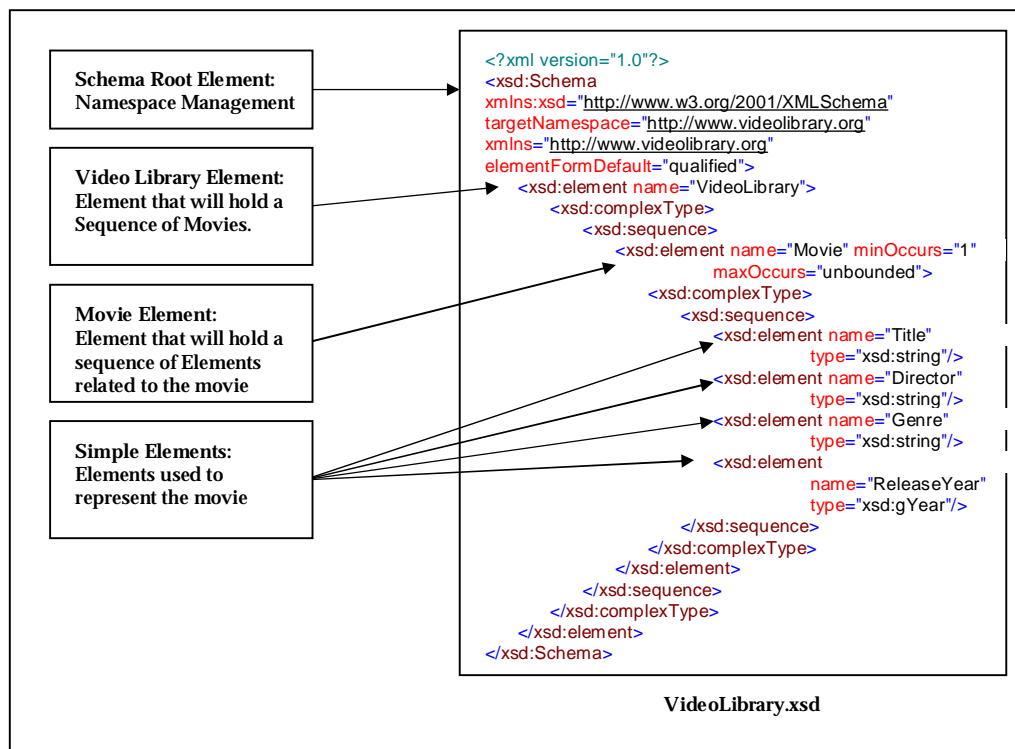 Schema Root Element:
Namespace Management
Video Library Element:
Element that will hold a
Sequence of Movies.
Movie Element:
Element that will hold a
sequence of Elements
related to the movie
Simple Elements:
Elements used to
represent the movie
<?xml version="1.0"?>
<xsd:Schema
xmlns:xsd="http://www.w3.org/2001/XMLSchema"
targetNamespace="http://www.videolibrary.org"
xmlns="http://www.videolibrary.org"
elementFormDefault="qualified">
<xsd:element name="VideoLibrary">
<xsd:complexType>
<xsd:sequence>
<xsd:element name="Movie" minOccurs="1"
maxOccurs="unbounded">
<xsd:complexType>
<xsd:sequence>
<xsd:element name="Title"
type="xsd:string"/>
<xsd:element name="Director"
type="xsd:string"/>
<xsd:element name="Genre"
type="xsd:string"/>
<xsd:element
name="ReleaseYear"
type="xsd:gYear"/>
</xsd:sequence>
</xsd:complexType>
</xsd:element>
</xsd:sequence>
</xsd:complexType>
</xsd:element>
</xsd:Schema>
VideoLibrary.xsd